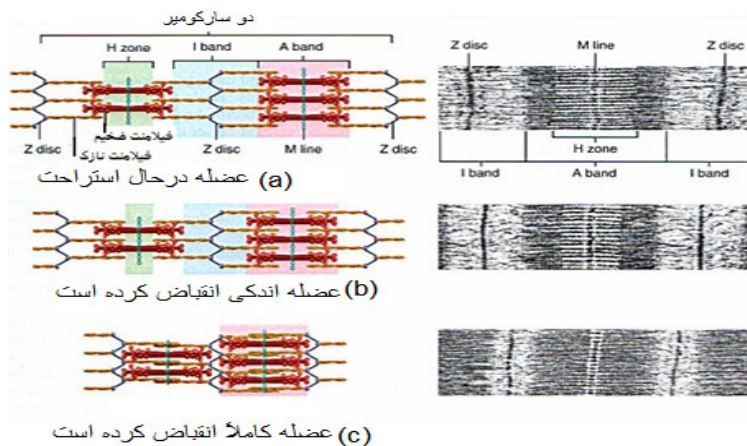 دو سارکومیر
H zone I band A band
Z disc M line Z disc
فیلامنت ضخیم
فیلامنت نازک
Z disc Z disc M line Z disc
H zone
I band A band I band
(a) عضله درحال استراحت
(b) عضله اندکی انقباض کرده است
(c) عضله کاملاً انقباض کرده است